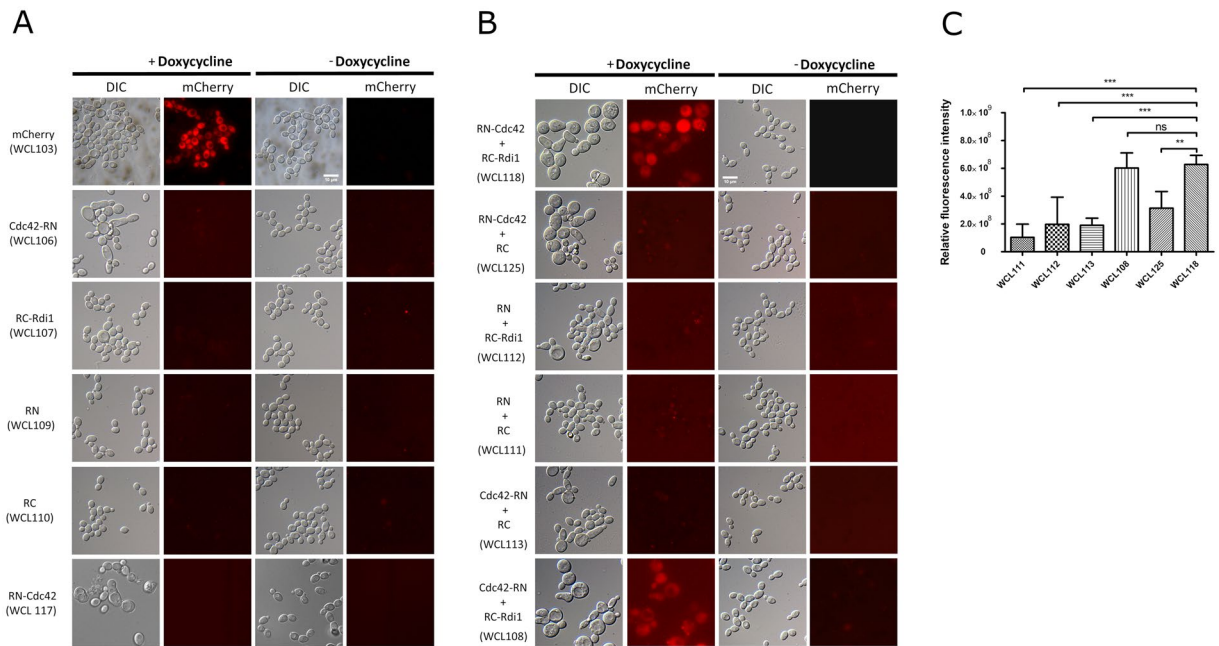 A
+ Doxycycline
- Doxycycline
DIC
mCherry
DIC
mCherry
mCherry
(WCL103)
10 μm
Cdc42-RN
(WCL106)
RC-Rdi1
(WCL107)
RN
(WCL109)
RC
(WCL110)
RN-Cdc42
(WCL 117)
B
+ Doxycycline
- Doxycycline
DIC
mCherry
DIC
mCherry
RN-Cdc42
+
RC-Rdi1
(WCL118)
10 μm
RN-Cdc42
+
RC
(WCL125)
RN
+
RC-Rdi1
(WCL112)
RN
+
RC
(WCL111)
Cdc42-RN
+
RC
(WCL113)
Cdc42-RN
+
RC-Rdi1
(WCL108)
C
***
***
***
ns
**
Relative fluorescence intensity
1.0× 10⁹
8.0× 10⁸
6.0× 10⁸
4.0× 10⁸
2.0× 10⁸
0
WCL111
WCL112
WCL113
WCL108
WCL125
WCL118